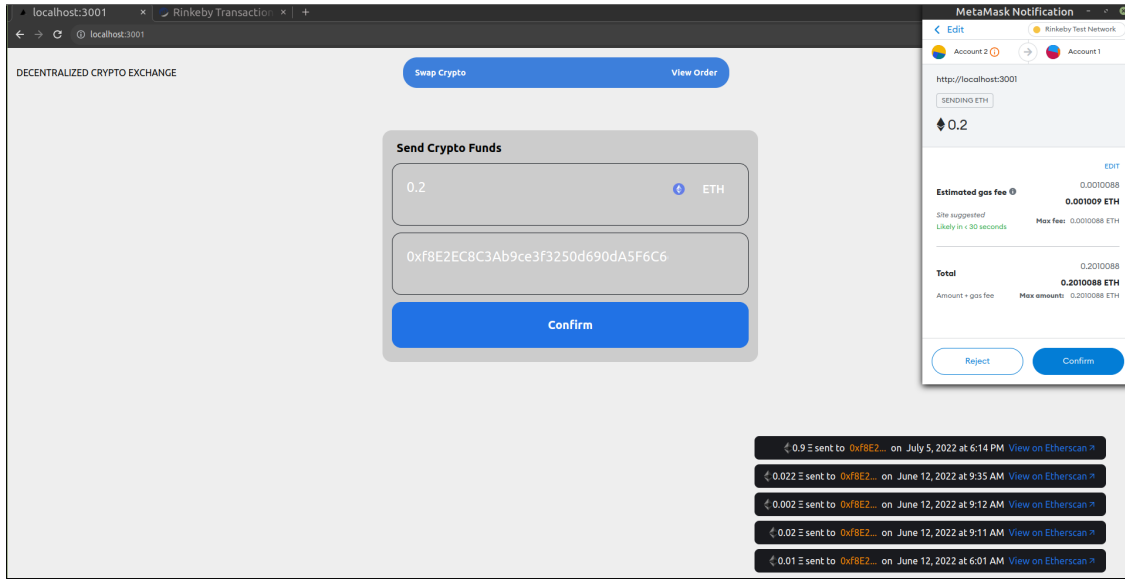 localhost:3001 × Rinkeby Transaction × +
localhost:3001
DECENTRALIZED CRYPTO EXCHANGE
Swap Crypto View Order
Send Crypto Funds
0.2 ETH
0xf8E2EC8C3Ab9ce3f3250d690dA5F6C6
Confirm
MetaMask Notification
< Edit Rinkeby Test Network
Account 2 Account 1
http://localhost:3001
SENDING ETH
0.2
EDIT
0.0010088
Estimated gas fee 0.001009 ETH
Site suggested
Likely in < 30 seconds Max fee: 0.0010088 ETH
0.2010088
Total 0.2010088 ETH
Amount + gas fee Max amount: 0.2010088 ETH
Reject Confirm
0.9 Ξ sent to 0xf8E2... on July 5, 2022 at 6:14 PM View on Etherscan
0.022 Ξ sent to 0xf8E2... on June 12, 2022 at 9:35 AM View on Etherscan
0.002 Ξ sent to 0xf8E2... on June 12, 2022 at 9:12 AM View on Etherscan
0.02 Ξ sent to 0xf8E2... on June 12, 2022 at 9:11 AM View on Etherscan
0.01 Ξ sent to 0xf8E2... on June 12, 2022 at 6:01 AM View on Etherscan